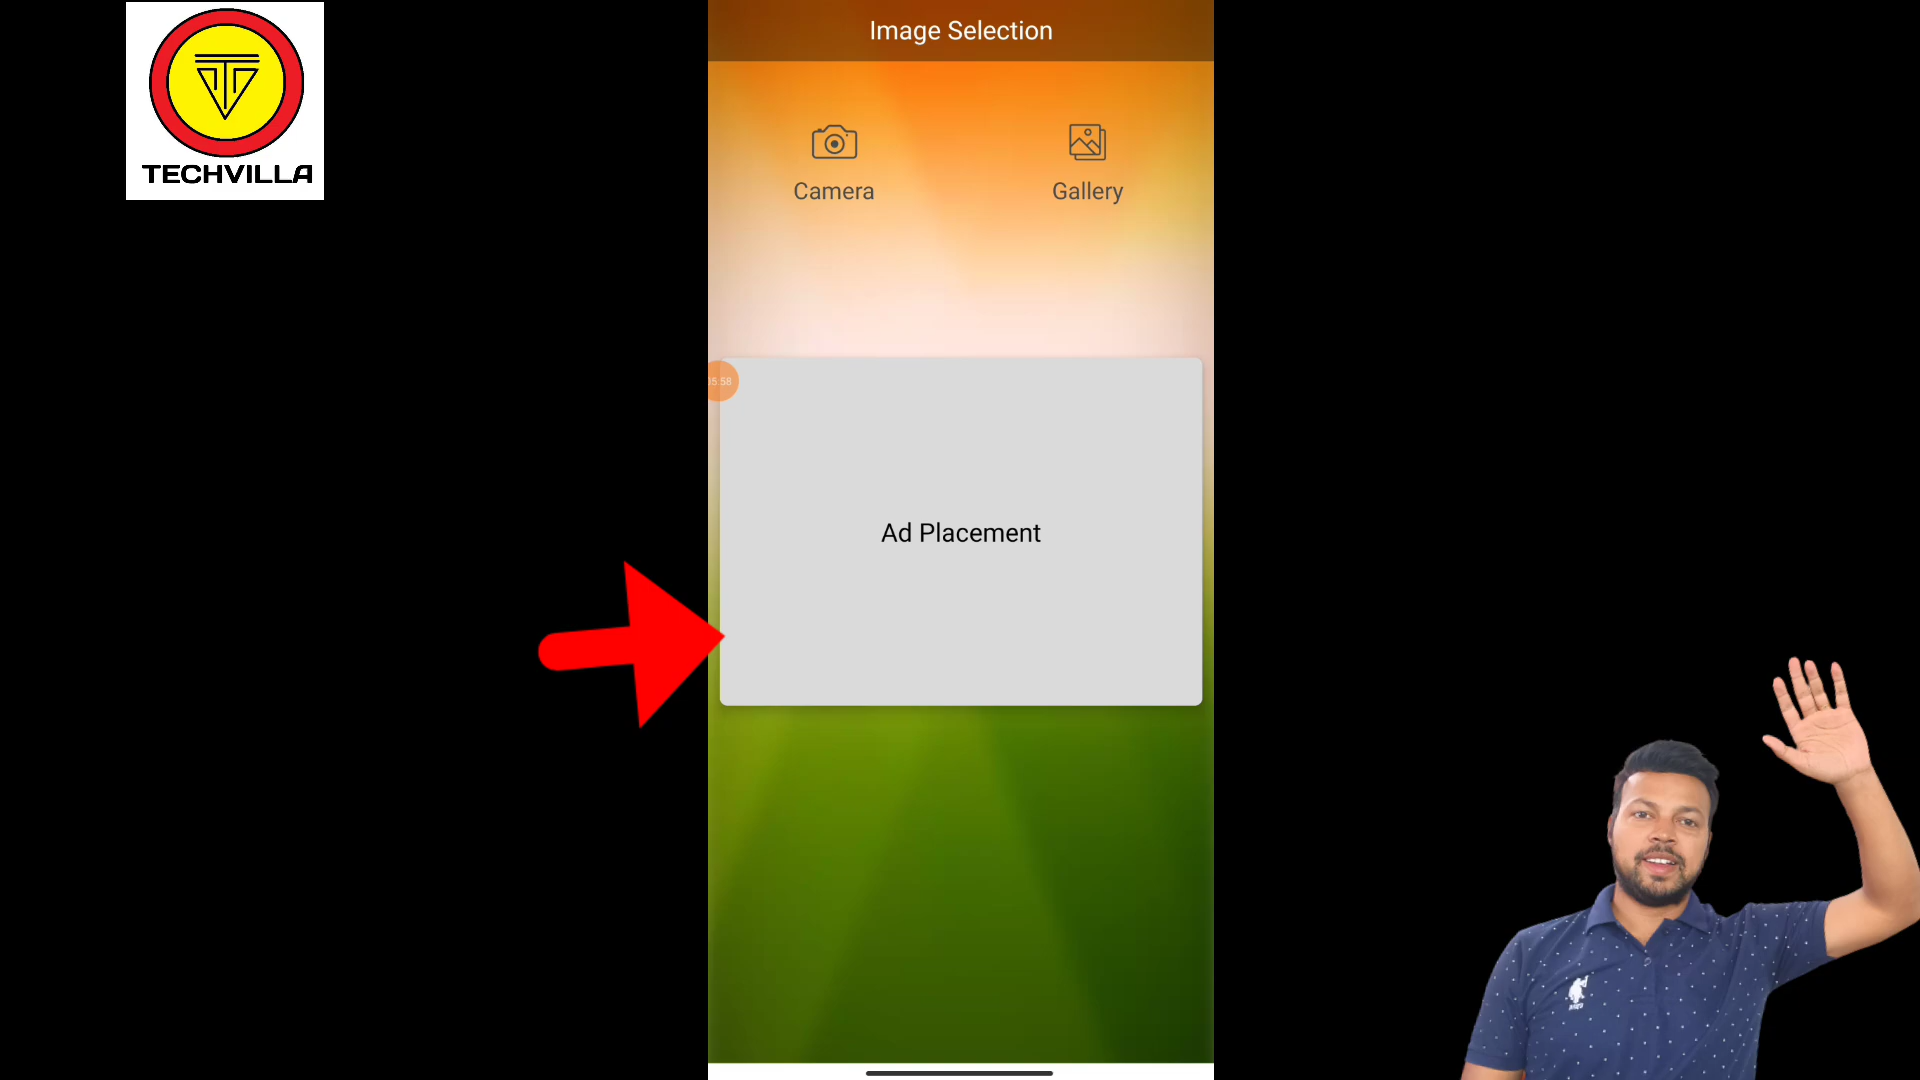 TECHVILLA
Image Selection
Camera
Gallery
Ad Placement